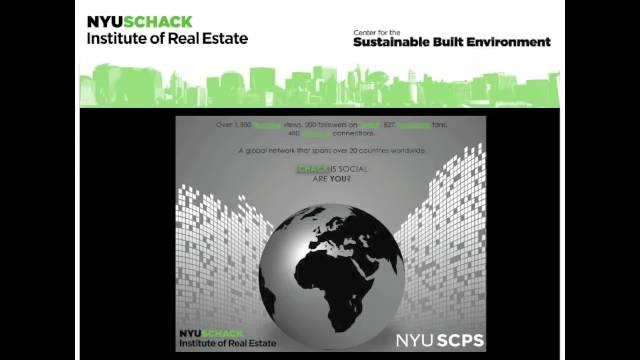 NYUSCHACK
Institute of Real Estate
Center for the
Sustainable Built Environment
Over 1,300 views, 200 followers on 827 fans,
480 connections.
A global network that spans over 20 countries worldwide.
SCHACK IS SOCIAL
ARE YOU?
NYUSCHACK
Institute of Real Estate
NYU SCPS